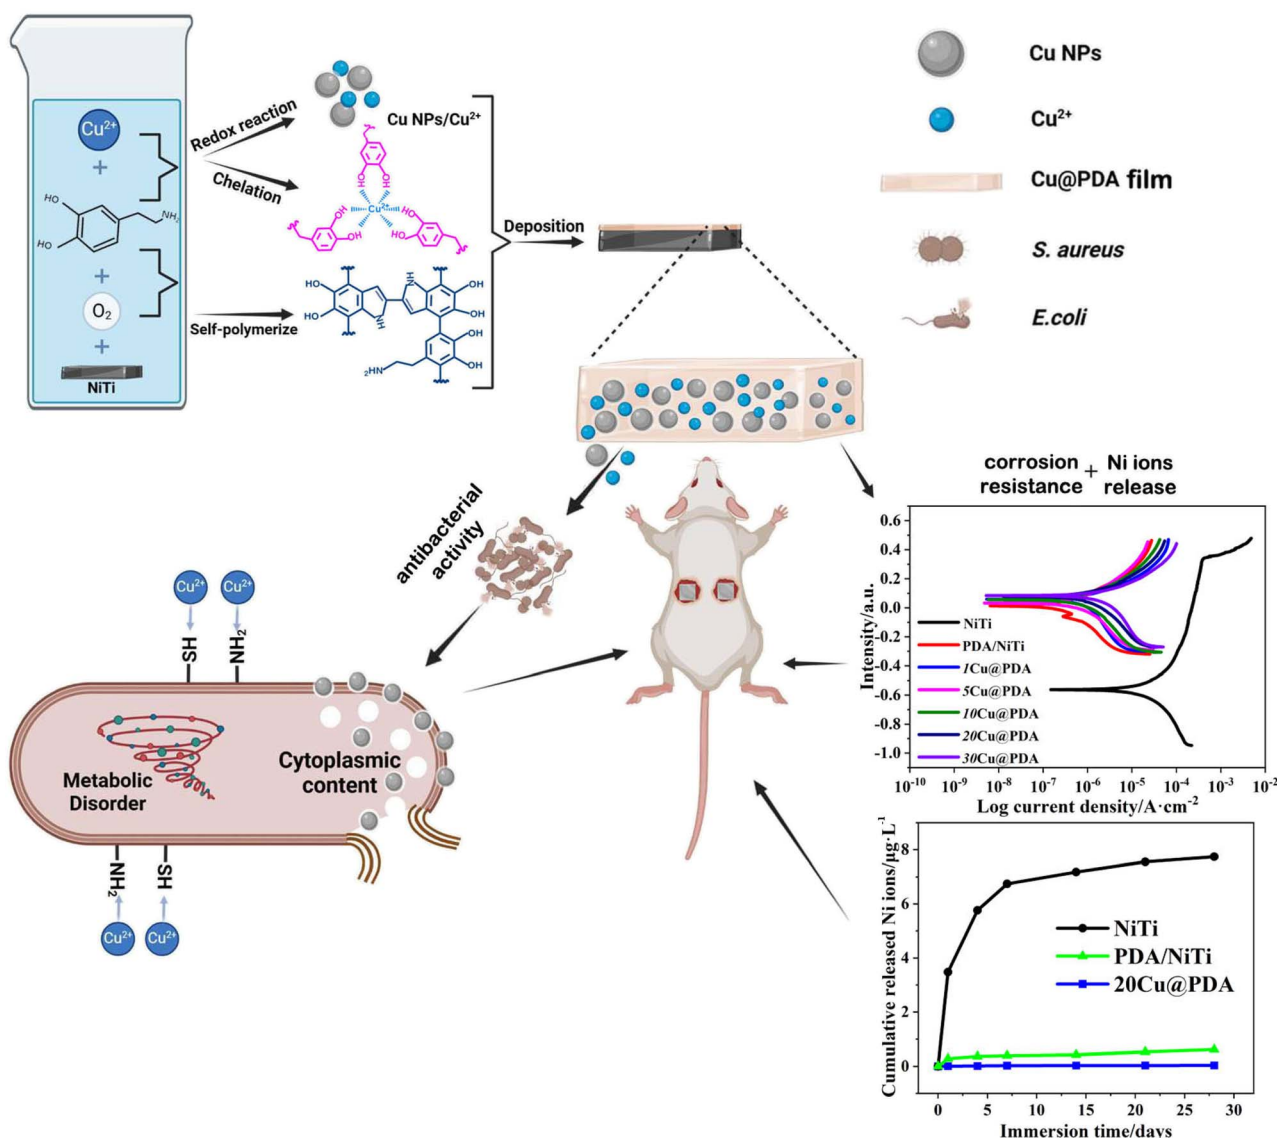 Cu²⁺
+
HO
HO
NH₂
+
O₂
+
NiTi
Redox reaction
Chelation
Self-polymerize
Cu NPs/Cu²⁺
HO
OH
OH
HO
OH
HO
Cu²⁺
HO
HO
NH
NH
OH
OH
OH
OH
H₂N
Deposition
Cu NPs
Cu²⁺
Cu@PDA film
S. aureus
E.coli
antibacterial
activity
Cu²⁺
Cu²⁺
SH
NH₂
Metabolic
Disorder
Cytoplasmic
content
NH₂
SH
Cu²⁺
Cu²⁺
corrosion
resistance
+
Ni ions
release
Intensity/a.u.
0.6
0.4
0.2
0.0
-0.2
-0.4
-0.6
-0.8
-1.0
NiTi
PDA/NiTi
1Cu@PDA
5Cu@PDA
10Cu@PDA
20Cu@PDA
30Cu@PDA
10⁻¹⁰ 10⁻⁹ 10⁻⁸ 10⁻⁷ 10⁻⁶ 10⁻⁵ 10⁻⁴ 10⁻³ 10⁻²
Log current density/A·cm⁻²
Cumulative released Ni ions/μg·L⁻¹
8
6
4
2
0
NiTi
PDA/NiTi
20Cu@PDA
0 5 10 15 20 25 30
Immersion time/days